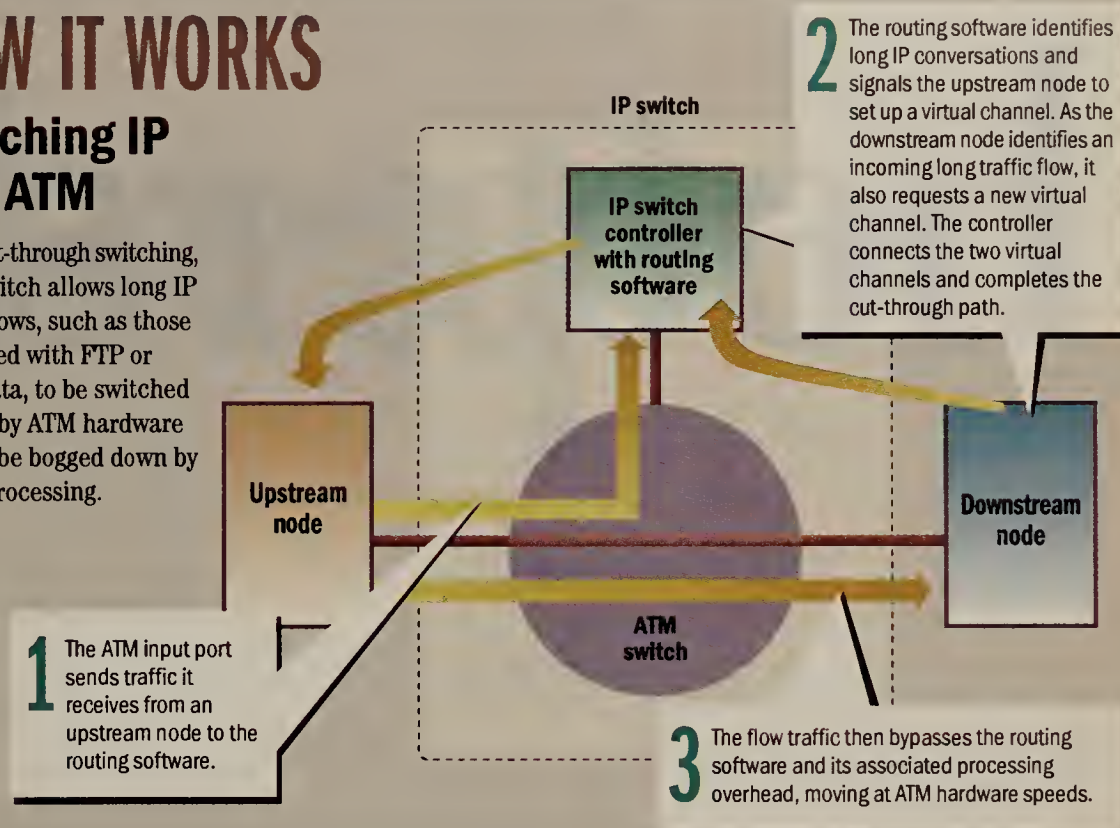 W IT WORKS
ching IP
ATM
t-through switching,
itch allows long IP
ows, such as those
ed with FTP or
ta, to be switched
by ATM hardware
be bogged down by
rocessing.
IP switch
IP switch
controller
with routing
software
2
The routing software identifies
long IP conversations and
signals the upstream node to
set up a virtual channel. As the
downstream node identifies an
incoming long traffic flow, it
also requests a new virtual
channel. The controller
connects the two virtual
channels and completes the
cut-through path.
Upstream
node
Downstream
node
ATM
switch
1
The ATM input port
sends traffic it
receives from an
upstream node to the
routing software.
3
The flow traffic then bypasses the routing
software and its associated processing
overhead, moving at ATM hardware speeds.